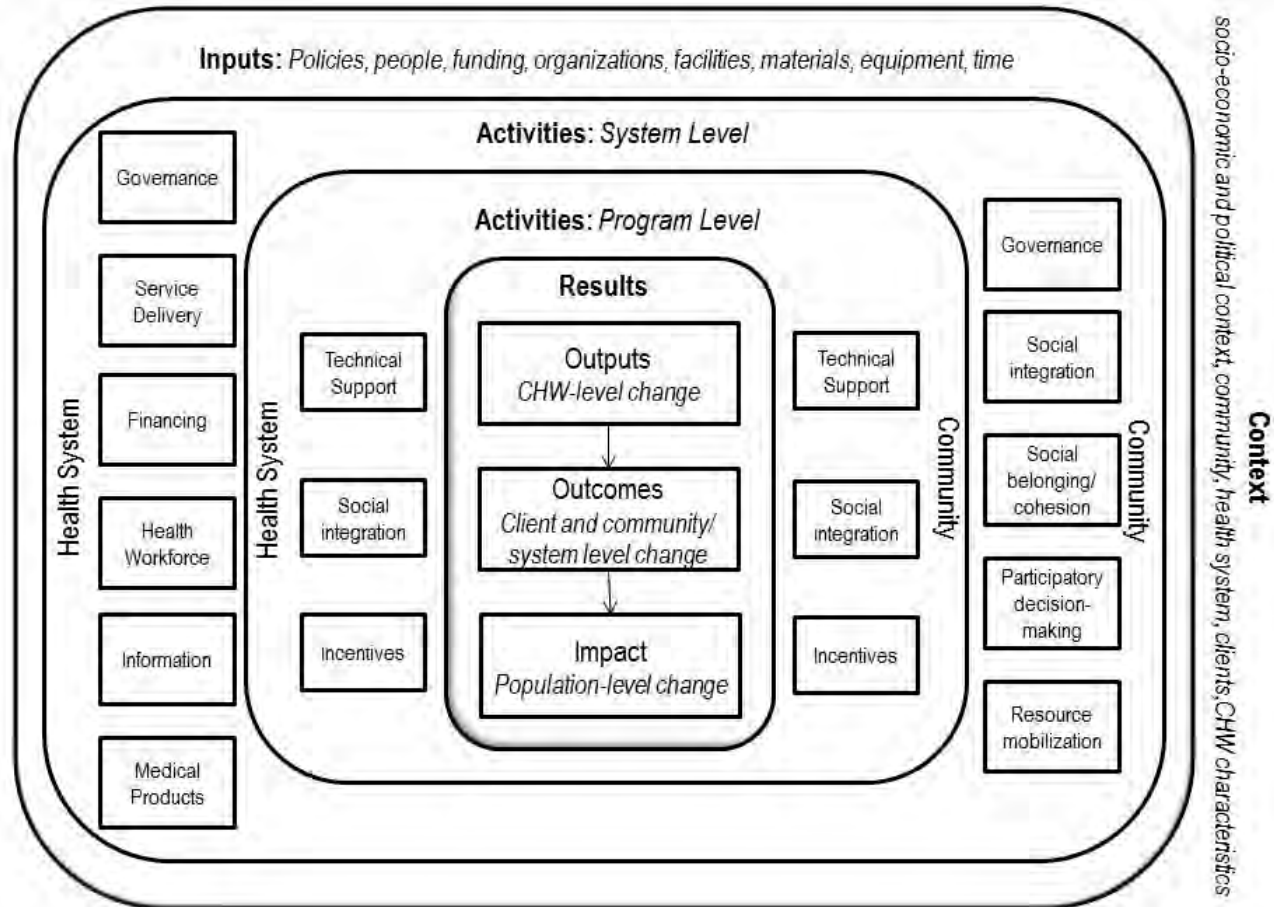 Inputs: Policies, people, funding, organizations, facilities, materials, equipment, time
Activities: System Level
Health System
Governance
Service
Delivery
Financing
Health
Workforce
Information
Medical
Products
Activities: Program Level
Health System
Technical
Support
Social
integration
Incentives
Results
Outputs
CHW-level change
Outcomes
Client and community/
system level change
Impact
Population-level change
Technical
Support
Social
integration
Incentives
Community
Governance
Social
integration
Social
belonging/
cohesion
Participatory
decision-
making
Resource
mobilization
Community
Context
socio-economic and political context, community, health system, clients,CHW characteristics